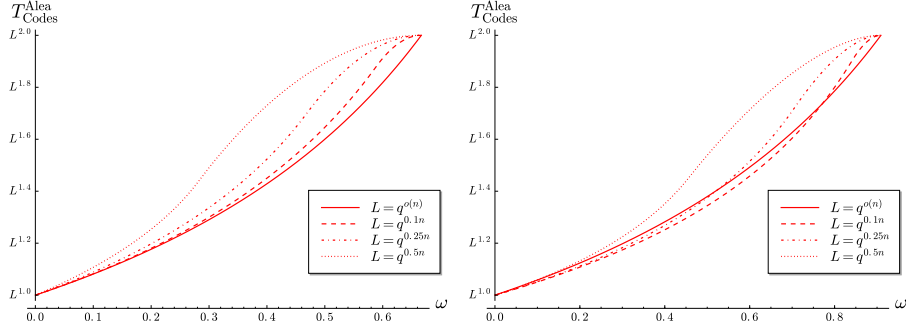 T^Alea_Codes
L^2.0
L^1.8
L^1.6
L^1.4
L^1.2
L^1.0
L = q^o(n)
L = q^0.1n
L = q^0.25n
L = q^0.5n
0.0 0.1 0.2 0.3 0.4 0.5 0.6 ω
T^Alea_Codes
L^2.0
L^1.8
L^1.6
L^1.4
L^1.2
L^1.0
L = q^o(n)
L = q^0.1n
L = q^0.25n
L = q^0.5n
0.0 0.2 0.4 0.6 0.8 ω